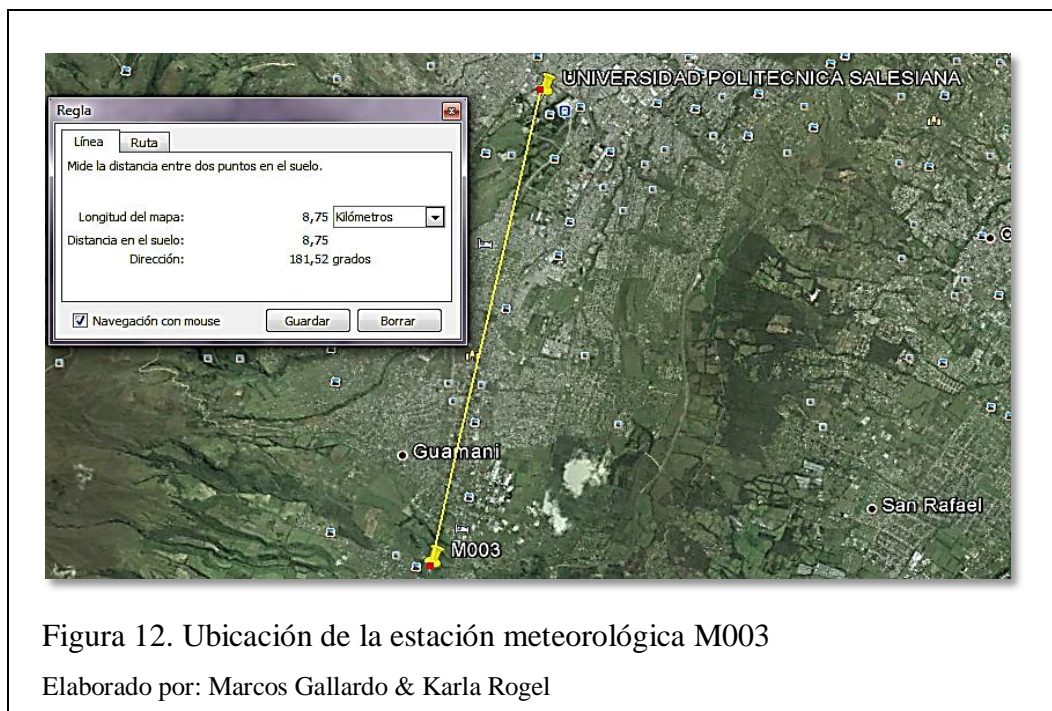 UNIVERSIDAD POLITECNICA SALESIANA
Regla
Línea Ruta
Mide la distancia entre dos puntos en el suelo.
Longitud del mapa: 8,75 Kilómetros
Distancia en el suelo: 8,75
Dirección: 181,52 grados
Navegación con mouse Guardar Borrar
Guamani
San Rafael
M003
Figura 12. Ubicación de la estación meteorológica M003
Elaborado por: Marcos Gallardo & Karla Rogel